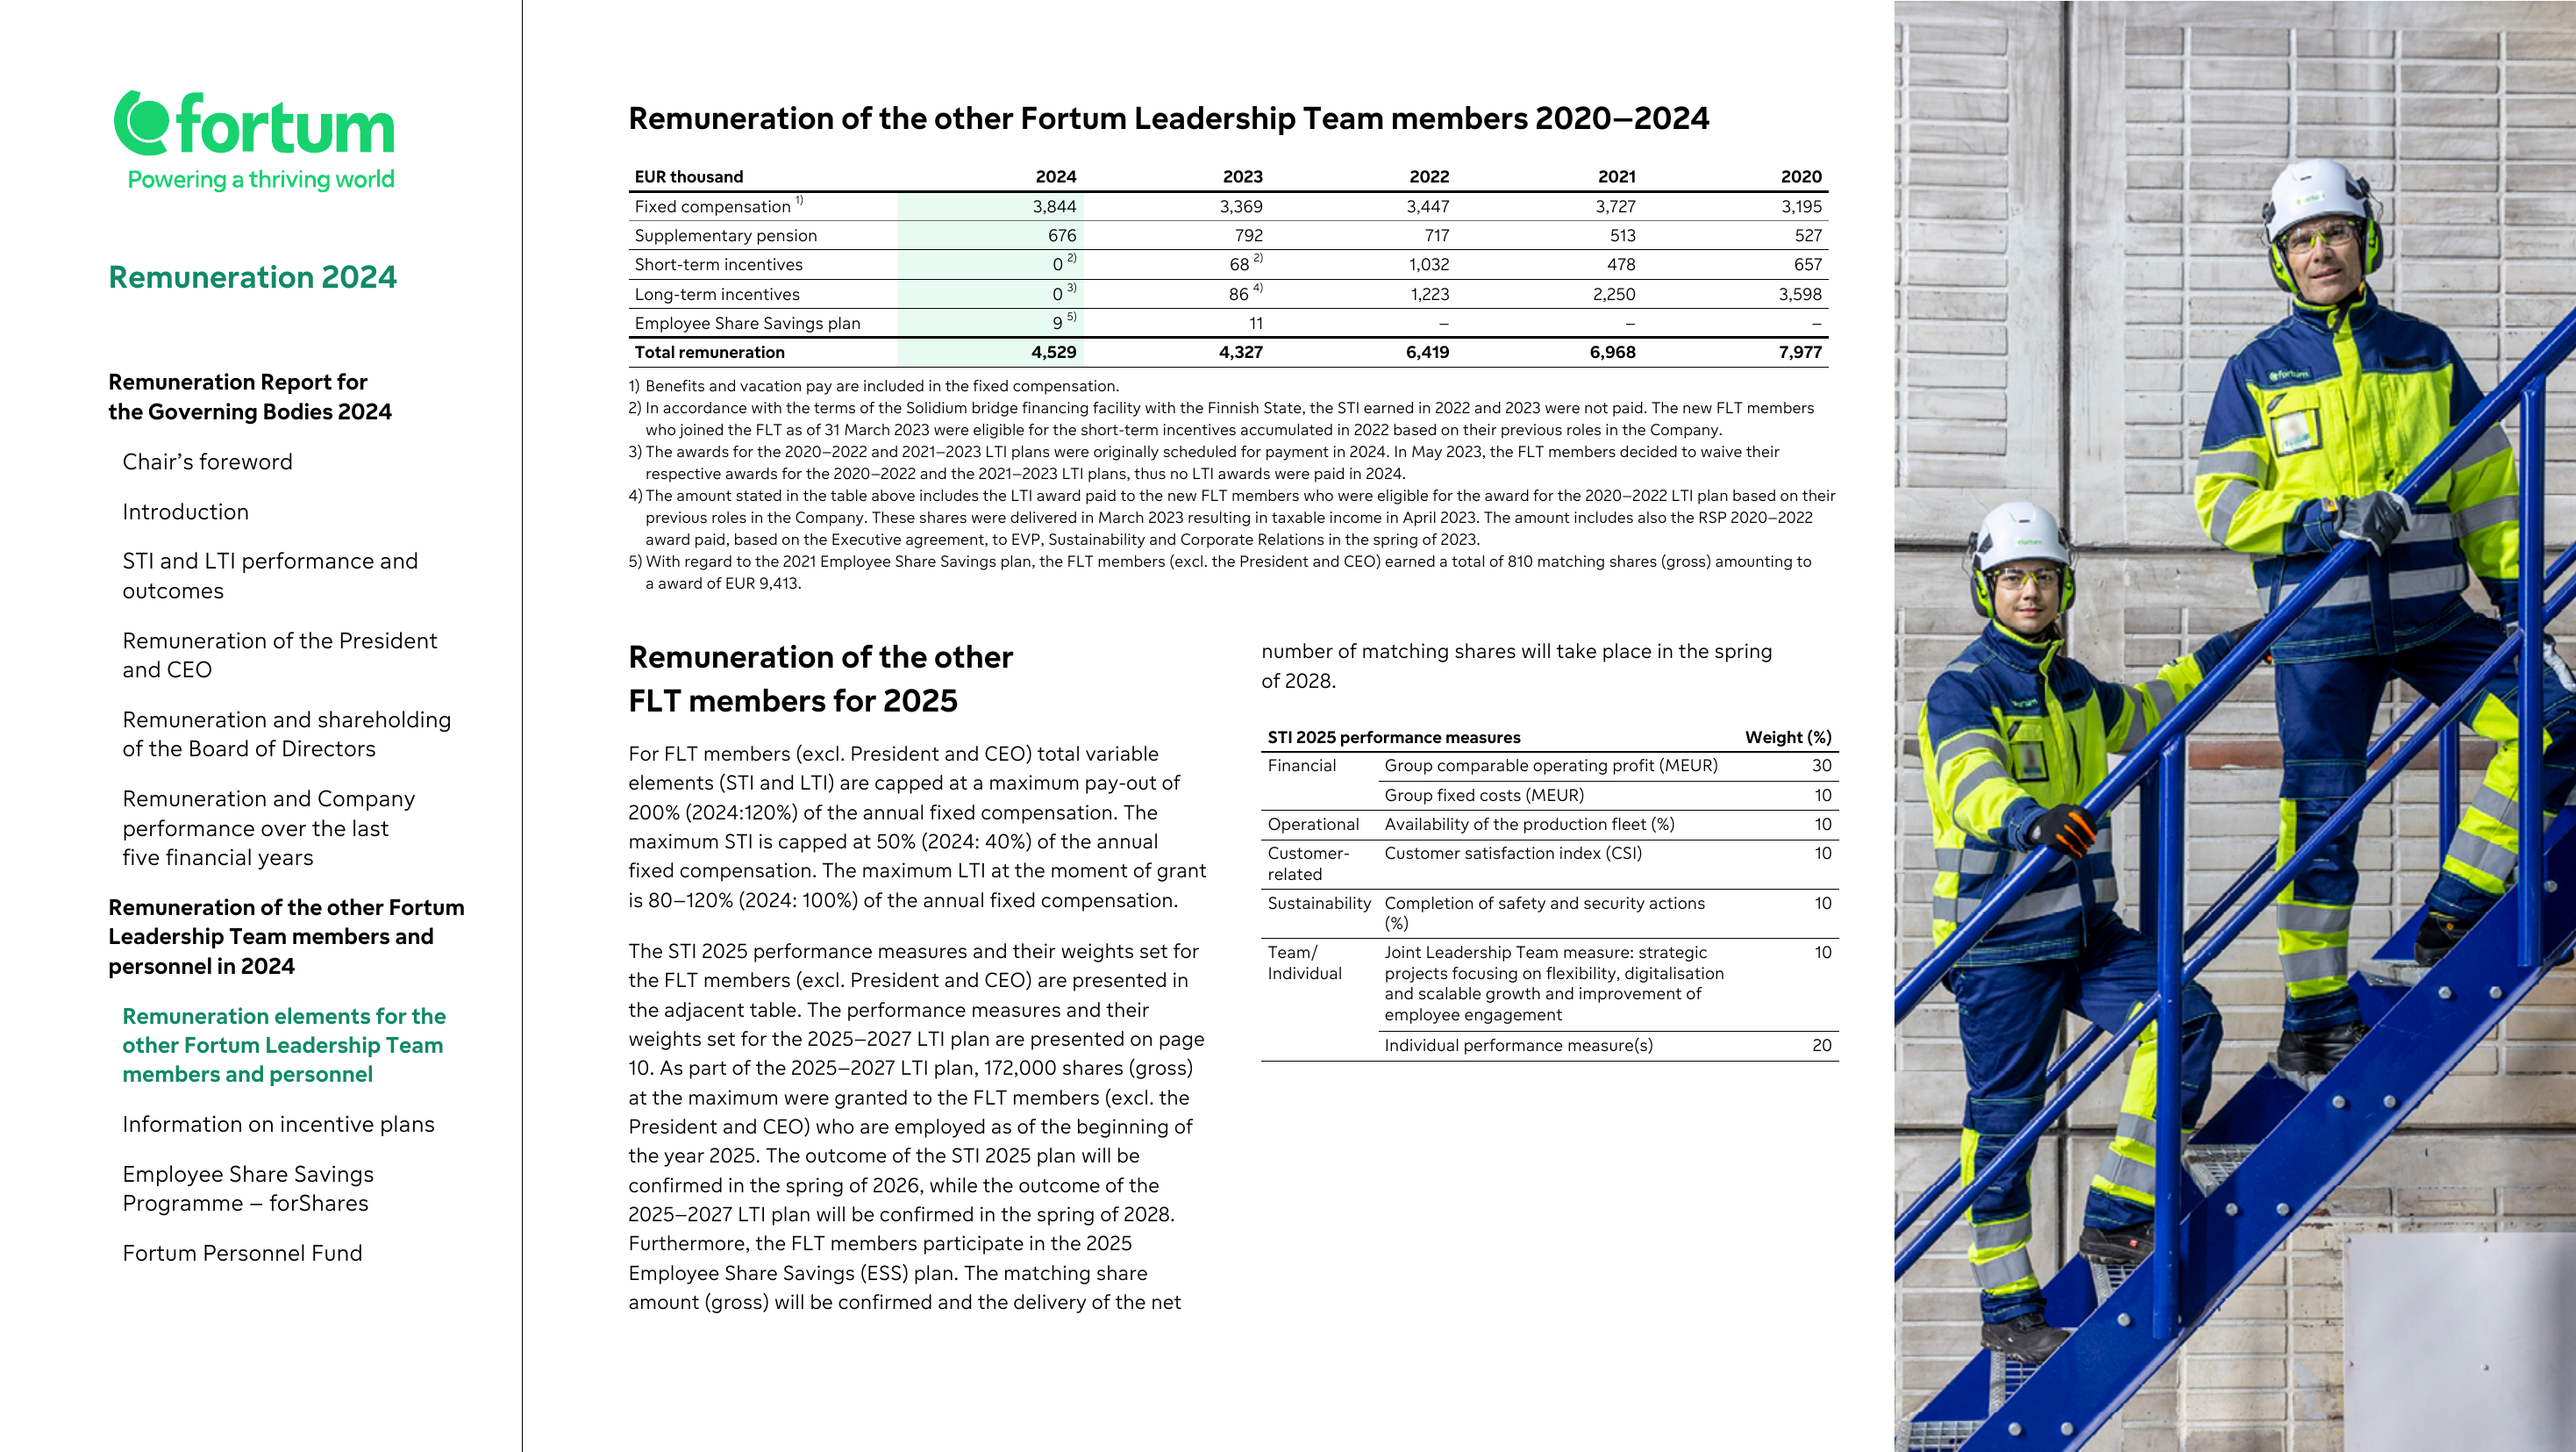 fortum
Powering a thriving world
Remuneration 2024
Remuneration Report for
the Governing Bodies 2024
Chair’s foreword
Introduction
STI and LTI performance and
outcomes
Remuneration of the President
and CEO
Remuneration and shareholding
of the Board of Directors
Remuneration and Company
performance over the last
five financial years
Remuneration of the other Fortum
Leadership Team members and
personnel in 2024
Remuneration elements for the
other Fortum Leadership Team
members and personnel
Information on incentive plans
Employee Share Savings
Programme – forShares
Fortum Personnel Fund
Remuneration of the other Fortum Leadership Team members 2020–2024
EUR thousand 2024 2023 2022 2021 2020
Fixed compensation 1) 3,844 3,369 3,447 3,727 3,195
Supplementary pension 676 792 717 513 527
Short-term incentives 0 2) 68 2) 1,032 478 657
Long-term incentives 0 3) 86 4) 1,223 2,250 3,598
Employee Share Savings plan 9 5) 11 – – –
Total remuneration 4,529 4,327 6,419 6,968 7,977
1) Benefits and vacation pay are included in the fixed compensation.
2) In accordance with the terms of the Solidium bridge financing facility with the Finnish State, the STI earned in 2022 and 2023 were not paid. The new FLT members
who joined the FLT as of 31 March 2023 were eligible for the short-term incentives accumulated in 2022 based on their previous roles in the Company.
3) The awards for the 2020–2022 and 2021–2023 LTI plans were originally scheduled for payment in 2024. In May 2023, the FLT members decided to waive their
respective awards for the 2020–2022 and the 2021–2023 LTI plans, thus no LTI awards were paid in 2024.
4) The amount stated in the table above includes the LTI award paid to the new FLT members who were eligible for the award for the 2020–2022 LTI plan based on their
previous roles in the Company. These shares were delivered in March 2023 resulting in taxable income in April 2023. The amount includes also the RSP 2020–2022
award paid, based on the Executive agreement, to EVP, Sustainability and Corporate Relations in the spring of 2023.
5) With regard to the 2021 Employee Share Savings plan, the FLT members (excl. the President and CEO) earned a total of 810 matching shares (gross) amounting to
a award of EUR 9,413.
Remuneration of the other
FLT members for 2025
For FLT members (excl. President and CEO) total variable
elements (STI and LTI) are capped at a maximum pay-out of
200% (2024:120%) of the annual fixed compensation. The
maximum STI is capped at 50% (2024: 40%) of the annual
fixed compensation. The maximum LTI at the moment of grant
is 80–120% (2024: 100%) of the annual fixed compensation.
The STI 2025 performance measures and their weights set for
the FLT members (excl. President and CEO) are presented in
the adjacent table. The performance measures and their
weights set for the 2025–2027 LTI plan are presented on page
10. As part of the 2025–2027 LTI plan, 172,000 shares (gross)
at the maximum were granted to the FLT members (excl. the
President and CEO) who are employed as of the beginning of
the year 2025. The outcome of the STI 2025 plan will be
confirmed in the spring of 2026, while the outcome of the
2025–2027 LTI plan will be confirmed in the spring of 2028.
Furthermore, the FLT members participate in the 2025
Employee Share Savings (ESS) plan. The matching share
amount (gross) will be confirmed and the delivery of the net
number of matching shares will take place in the spring
of 2028.
STI 2025 performance measures Weight (%)
Financial Group comparable operating profit (MEUR) 30
Group fixed costs (MEUR) 10
Operational Availability of the production fleet (%) 10
Customer- Customer satisfaction index (CSI) 10
related
Sustainability Completion of safety and security actions 10
(%)
Team/ Joint Leadership Team measure: strategic 10
Individual projects focusing on flexibility, digitalisation
and scalable growth and improvement of
employee engagement
Individual performance measure(s) 20
fortum
fortum